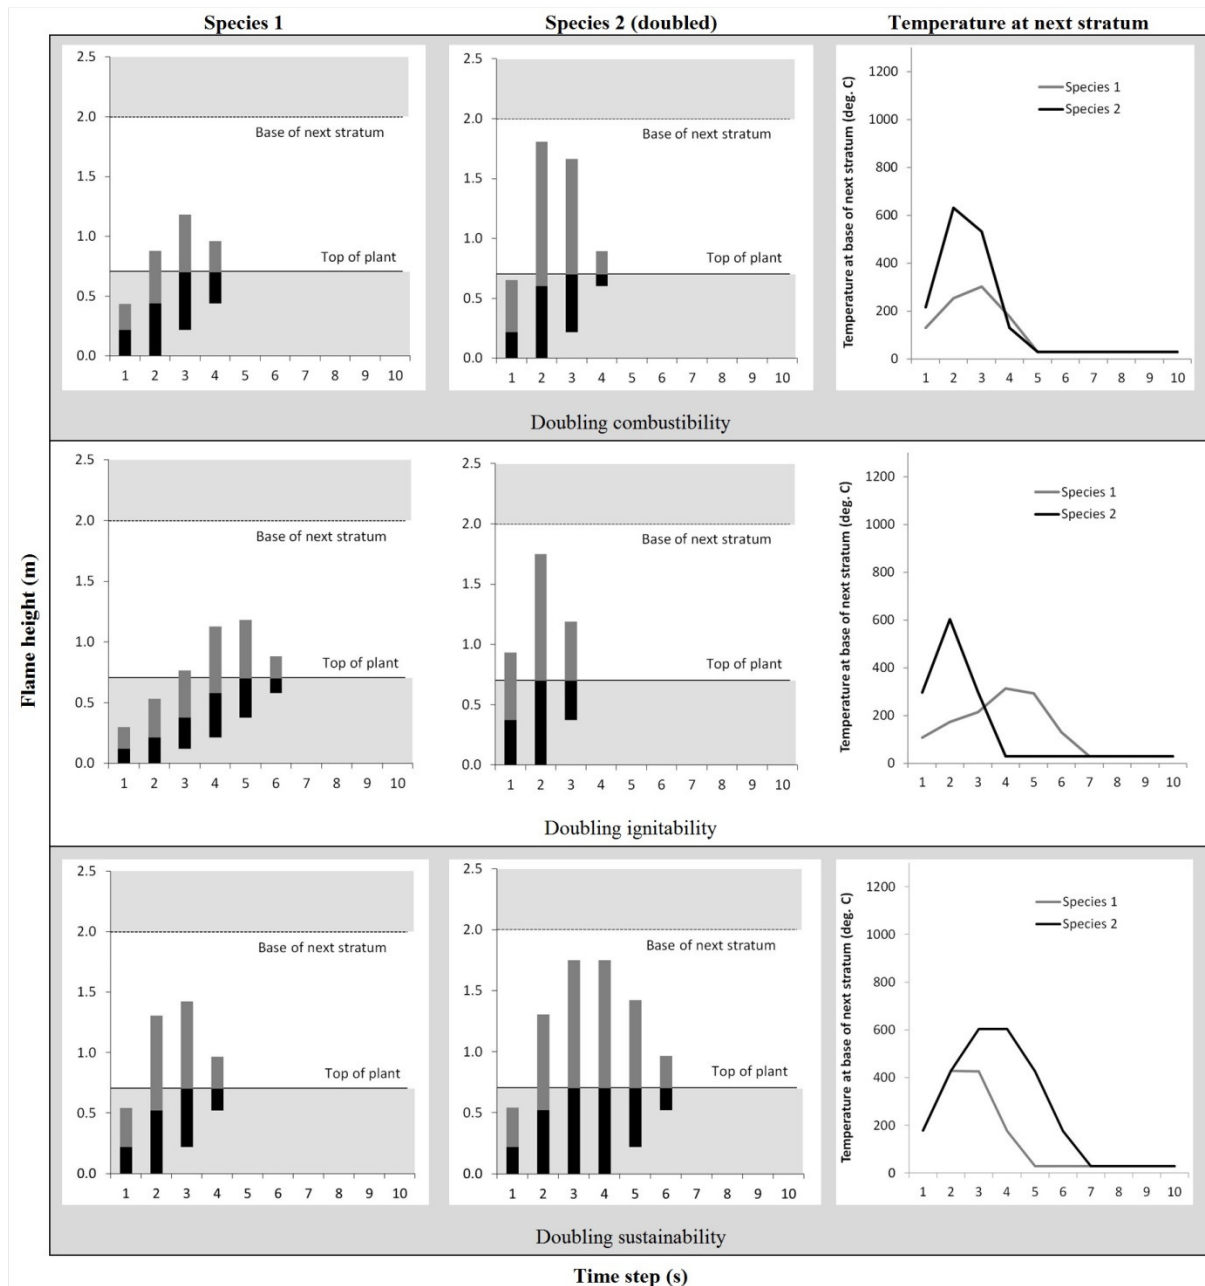 Species 1 Species 2 (doubled) Temperature at next stratum
Flame height (m)
2.5
2.0
1.5
1.0
0.5
0.0
Base of next stratum
Top of plant
1 2 3 4 5 6 7 8 9 10
2.5
2.0
1.5
1.0
0.5
0.0
Base of next stratum
Top of plant
1 2 3 4 5 6 7 8 9 10
Temperature at base of next stratum (deg. C)
1200
1000
800
600
400
200
0
Species 1
Species 2
1 2 3 4 5 6 7 8 9 10
Doubling combustibility
2.5
2.0
1.5
1.0
0.5
0.0
Base of next stratum
Top of plant
1 2 3 4 5 6 7 8 9 10
2.5
2.0
1.5
1.0
0.5
0.0
Base of next stratum
Top of plant
1 2 3 4 5 6 7 8 9 10
Temperature at base of next stratum (deg. C)
1200
1000
800
600
400
200
0
Species 1
Species 2
1 2 3 4 5 6 7 8 9 10
Doubling ignitability
2.5
2.0
1.5
1.0
0.5
0.0
Base of next stratum
Top of plant
1 2 3 4 5 6 7 8 9 10
2.5
2.0
1.5
1.0
0.5
0.0
Base of next stratum
Top of plant
1 2 3 4 5 6 7 8 9 10
Temperature at base of next stratum (deg. C)
1200
1000
800
600
400
200
0
Species 1
Species 2
1 2 3 4 5 6 7 8 9 10
Doubling sustainability
Time step (s)